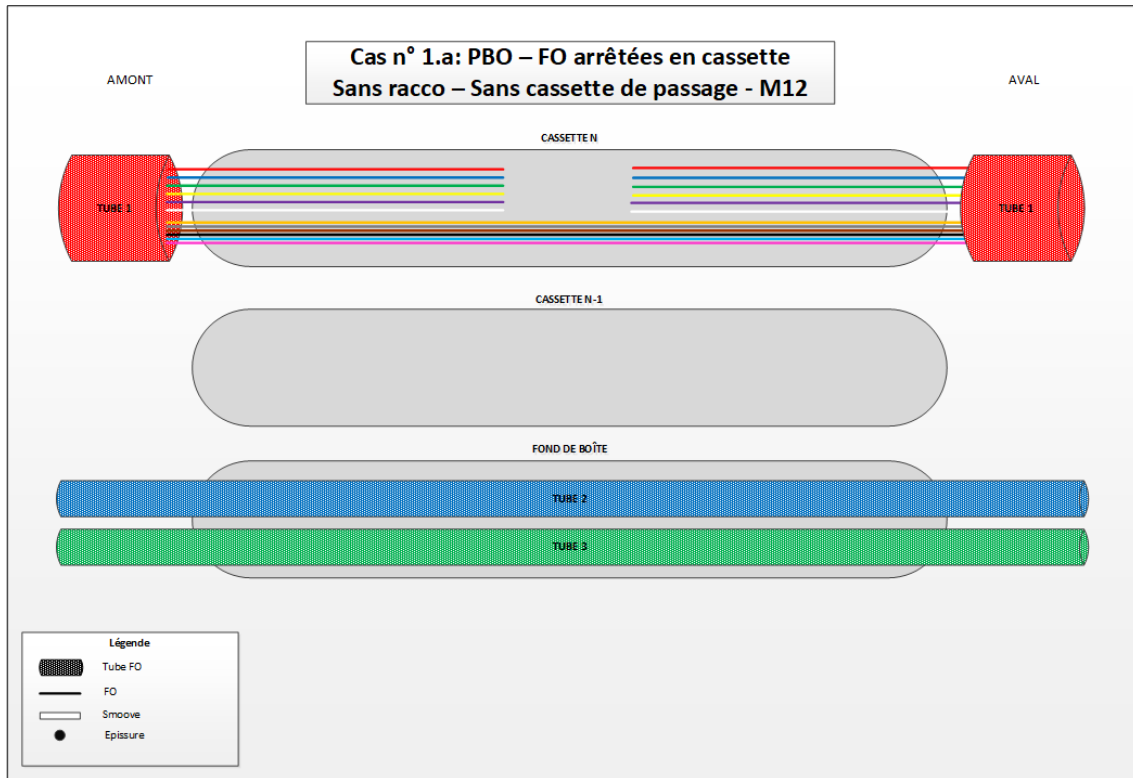 Cas n° 1.a: PBO – FO arrêtées en cassette
Sans racco – Sans cassette de passage - M12
AMONT
AVAL
CASSETTE N
TUBE 1
TUBE 1
CASSETTE N-1
FOND DE BOÎTE
TUBE 2
TUBE 3
Légende
Tube FO
FO
Smoove
Epissure